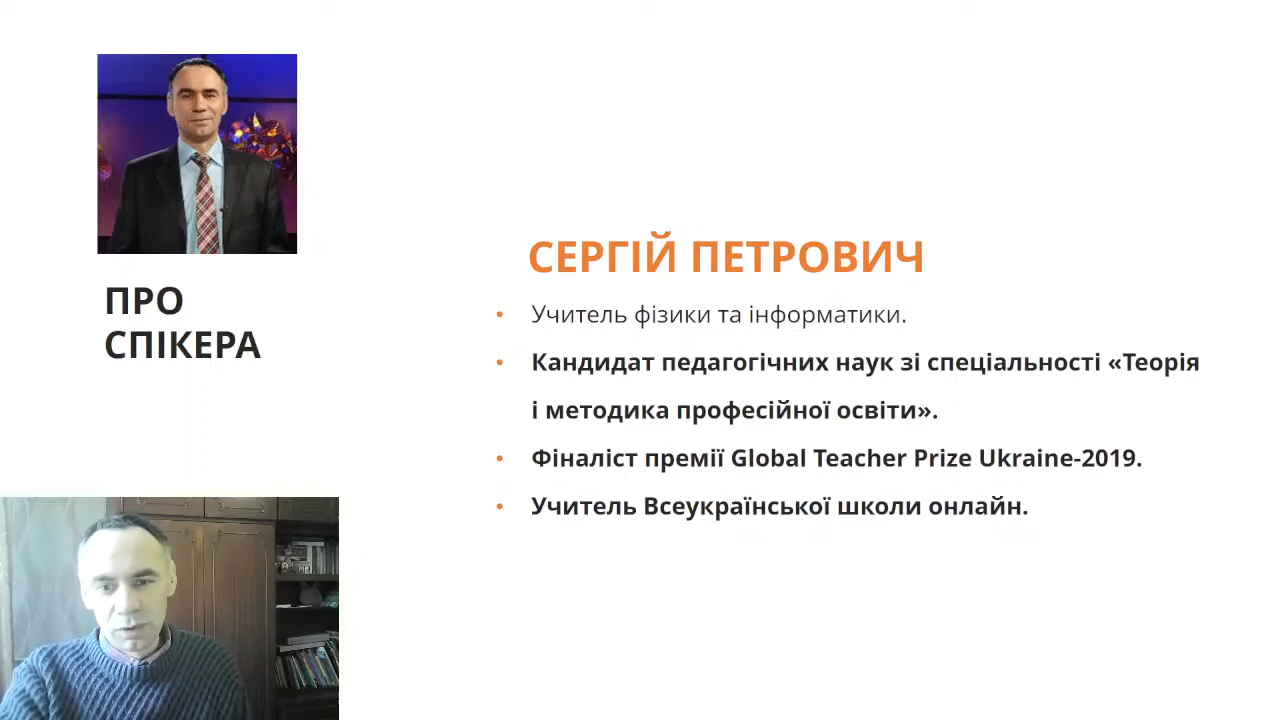 ПРО
СПІКЕРА
СЕРГІЙ ПЕТРОВИЧ
• Учитель фізики та інформатики.
• Кандидат педагогічних наук зі спеціальності «Теорія
і методика професійної освіти».
• Фіналіст премії Global Teacher Prize Ukraine-2019.
• Учитель Всеукраїнської школи онлайн.